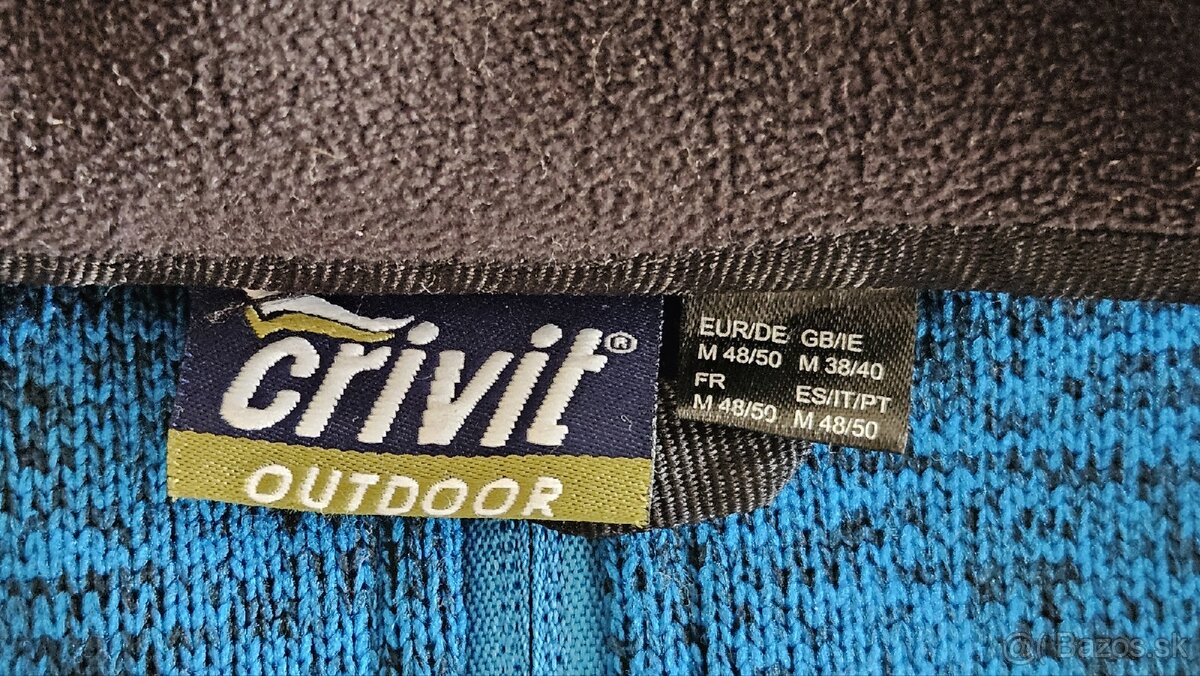 crivit®
OUTDOOR
EUR/DE GB/IE
M 48/50 M 38/40
FR ES/IT/PT
M 48/50 M 48/50
Bazos.sk